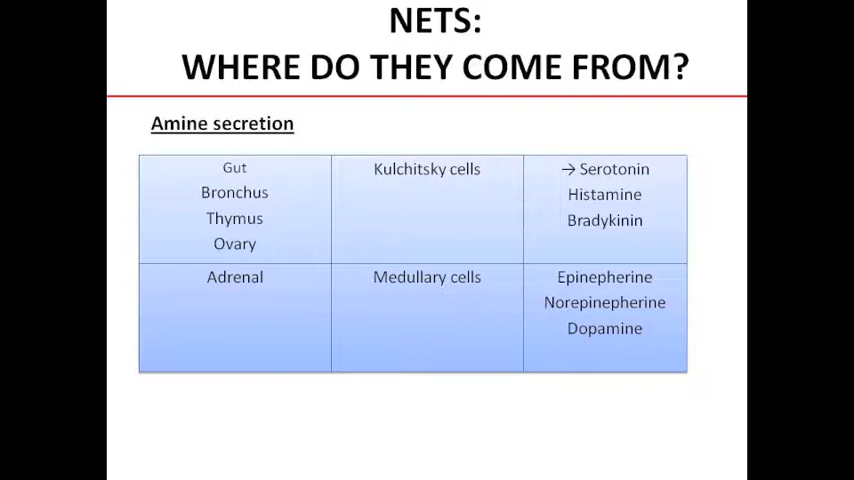 NETS:
WHERE DO THEY COME FROM?
Amine secretion
Gut
Bronchus
Thymus
Ovary
Kulchitsky cells
→ Serotonin
Histamine
Bradykinin
Adrenal
Medullary cells
Epinepherine
Norepinepherine
Dopamine